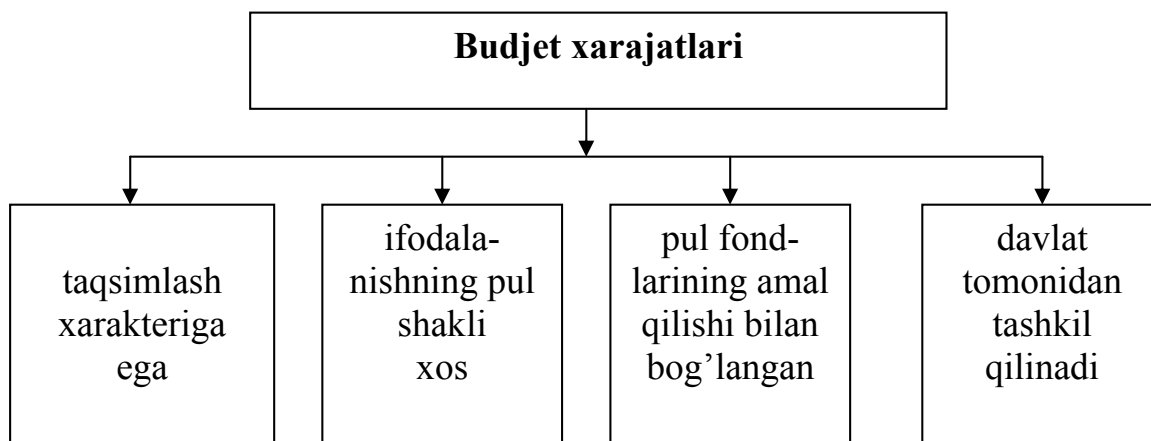 Budjet xarajatlari
taqsimlash
xarakteriga
ega
ifodala-
nishning pul
shakli
xos
pul fond-
larining amal
qilishi bilan
bog’langan
davlat
tomonidan
tashkil
qilinadi